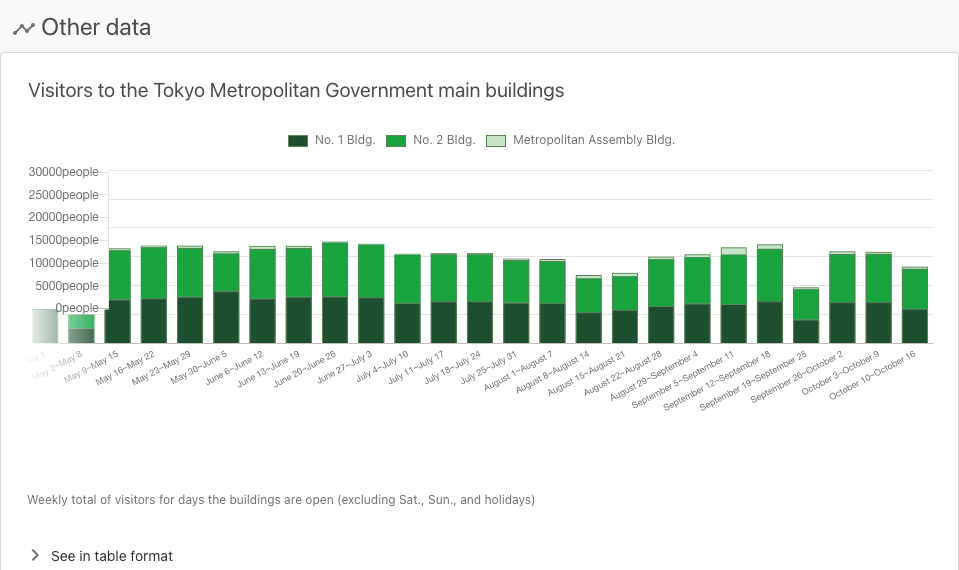 Other data
Visitors to the Tokyo Metropolitan Government main buildings
No. 1 Bldg. No. 2 Bldg. Metropolitan Assembly Bldg.
30000people
25000people
20000people
15000people
10000people
5000people
0people
May 2~May 8
May 9~May 15
May 16~May 22
May 23~May 29
May 30~June 5
June 6~June 12
June 13~June 19
June 20~June 26
June 27~July 3
July 4~July 10
July 11~July 17
July 18~July 24
July 25~July 31
August 1~August 7
August 8~August 14
August 15~August 21
August 22~August 28
August 29~September 4
September 5~September 11
September 12~September 18
September 19~September 25
September 26~October 2
October 3~October 9
October 10~October 16
Weekly total of visitors for days the buildings are open (excluding Sat., Sun., and holidays)
See in table format